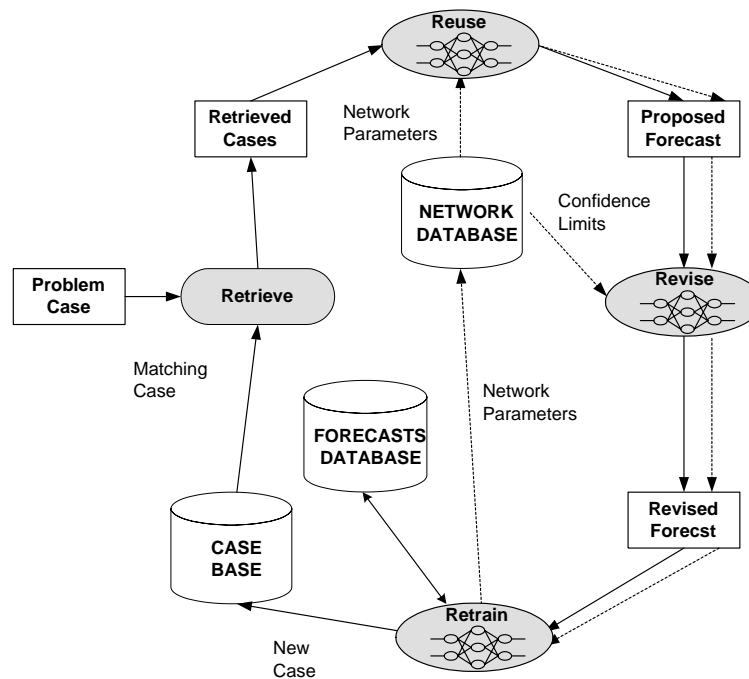 Reuse
Network
Parameters
Retrieved
Cases
Proposed
Forecast
NETWORK
DATABASE
Confidence
Limits
Problem
Case
Retrieve
Revise
Matching
Case
Network
Parameters
FORECASTS
DATABASE
Revised
Forecst
CASE
BASE
Retrain
New
Case